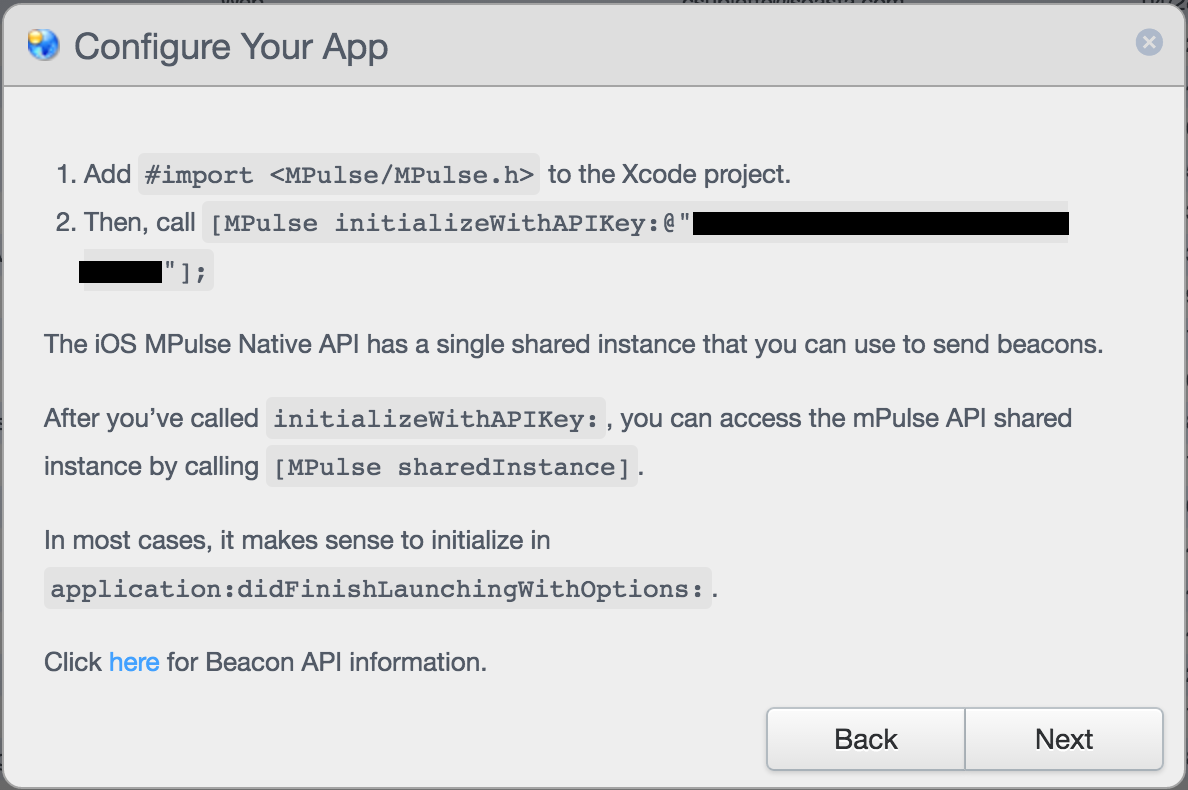 Configure Your App
1. Add #import <MPulse/MPulse.h> to the Xcode project.
2. Then, call [MPulse initializeWithAPIKey:@"
"];
The iOS MPulse Native API has a single shared instance that you can use to send beacons.
After you’ve called initializeWithAPIKey:, you can access the mPulse API shared
instance by calling [MPulse sharedInstance].
In most cases, it makes sense to initialize in
application:didFinishLaunchingWithOptions:.
Click here for Beacon API information.
Back Next